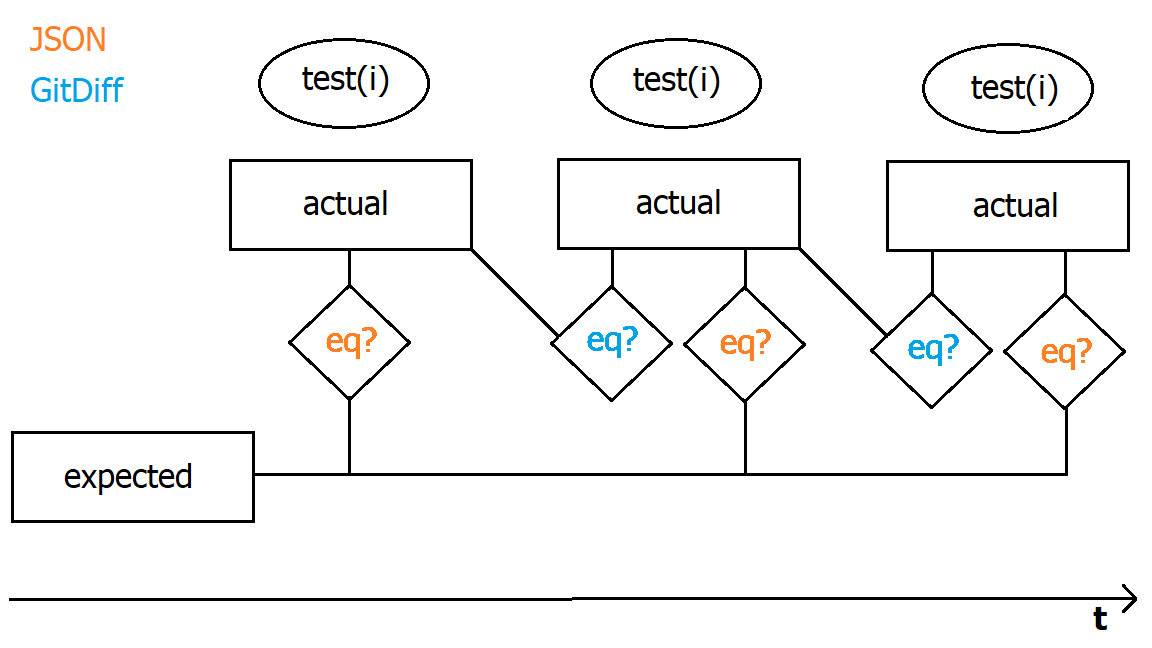 JSON
GitDiff
test(i)
test(i)
test(i)
actual
actual
actual
eq?
eq?
eq?
eq?
eq?
expected
t